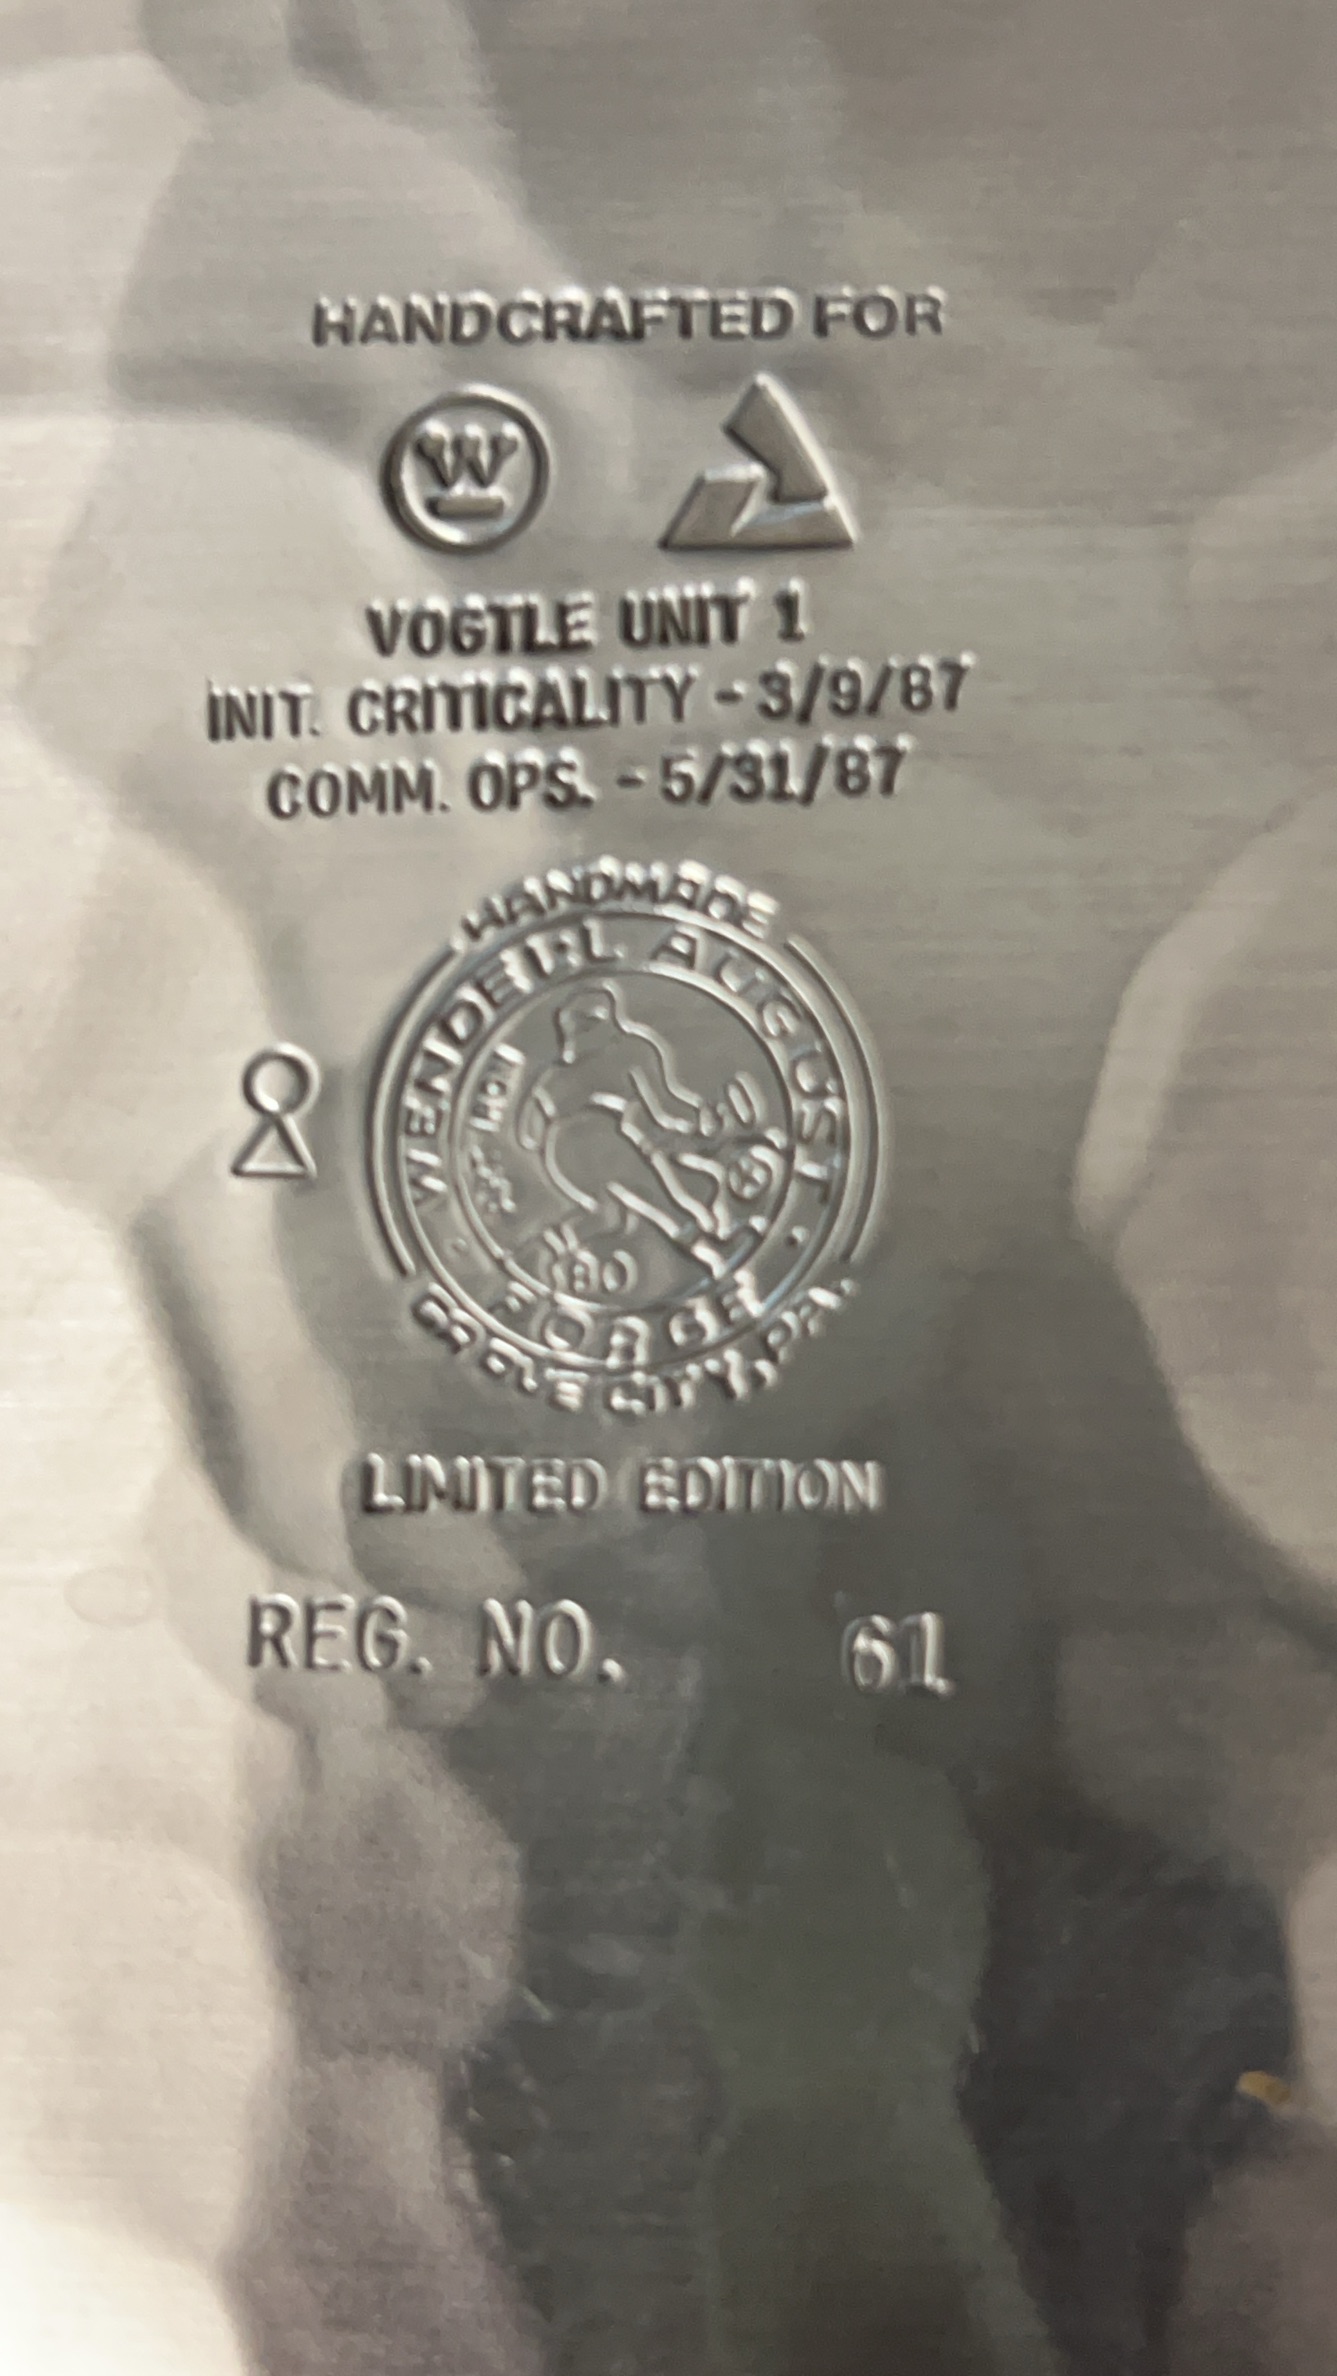 HANDCRAFTED FOR
W
VOGTLE UNIT 1
INIT. CRITICALITY - 3/9/87
COMM. OPS. - 5/31/87
HANDMADE
WENDELL AUGUST
· FORGE ·
GROVE CITY, PA.
LIMITED EDITION
REG. NO. 61